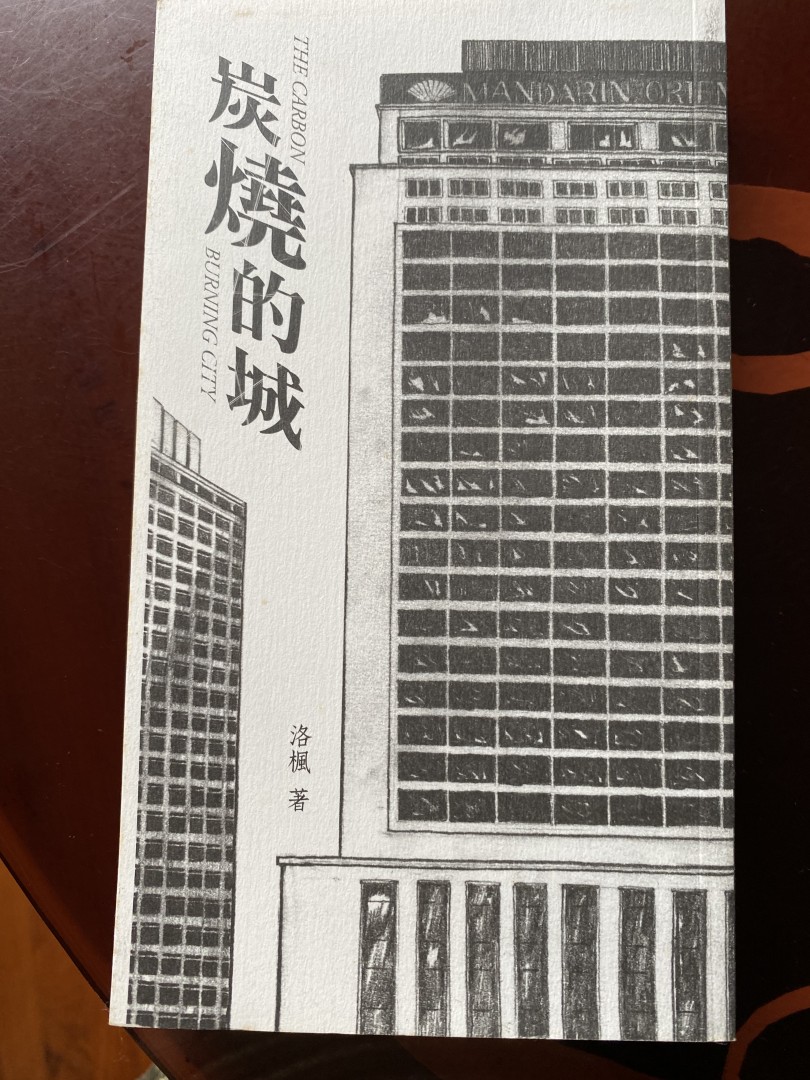 炭燒的城
THE CARBON
BURNING CITY
MANDARIN ORIEN
洛楓 著